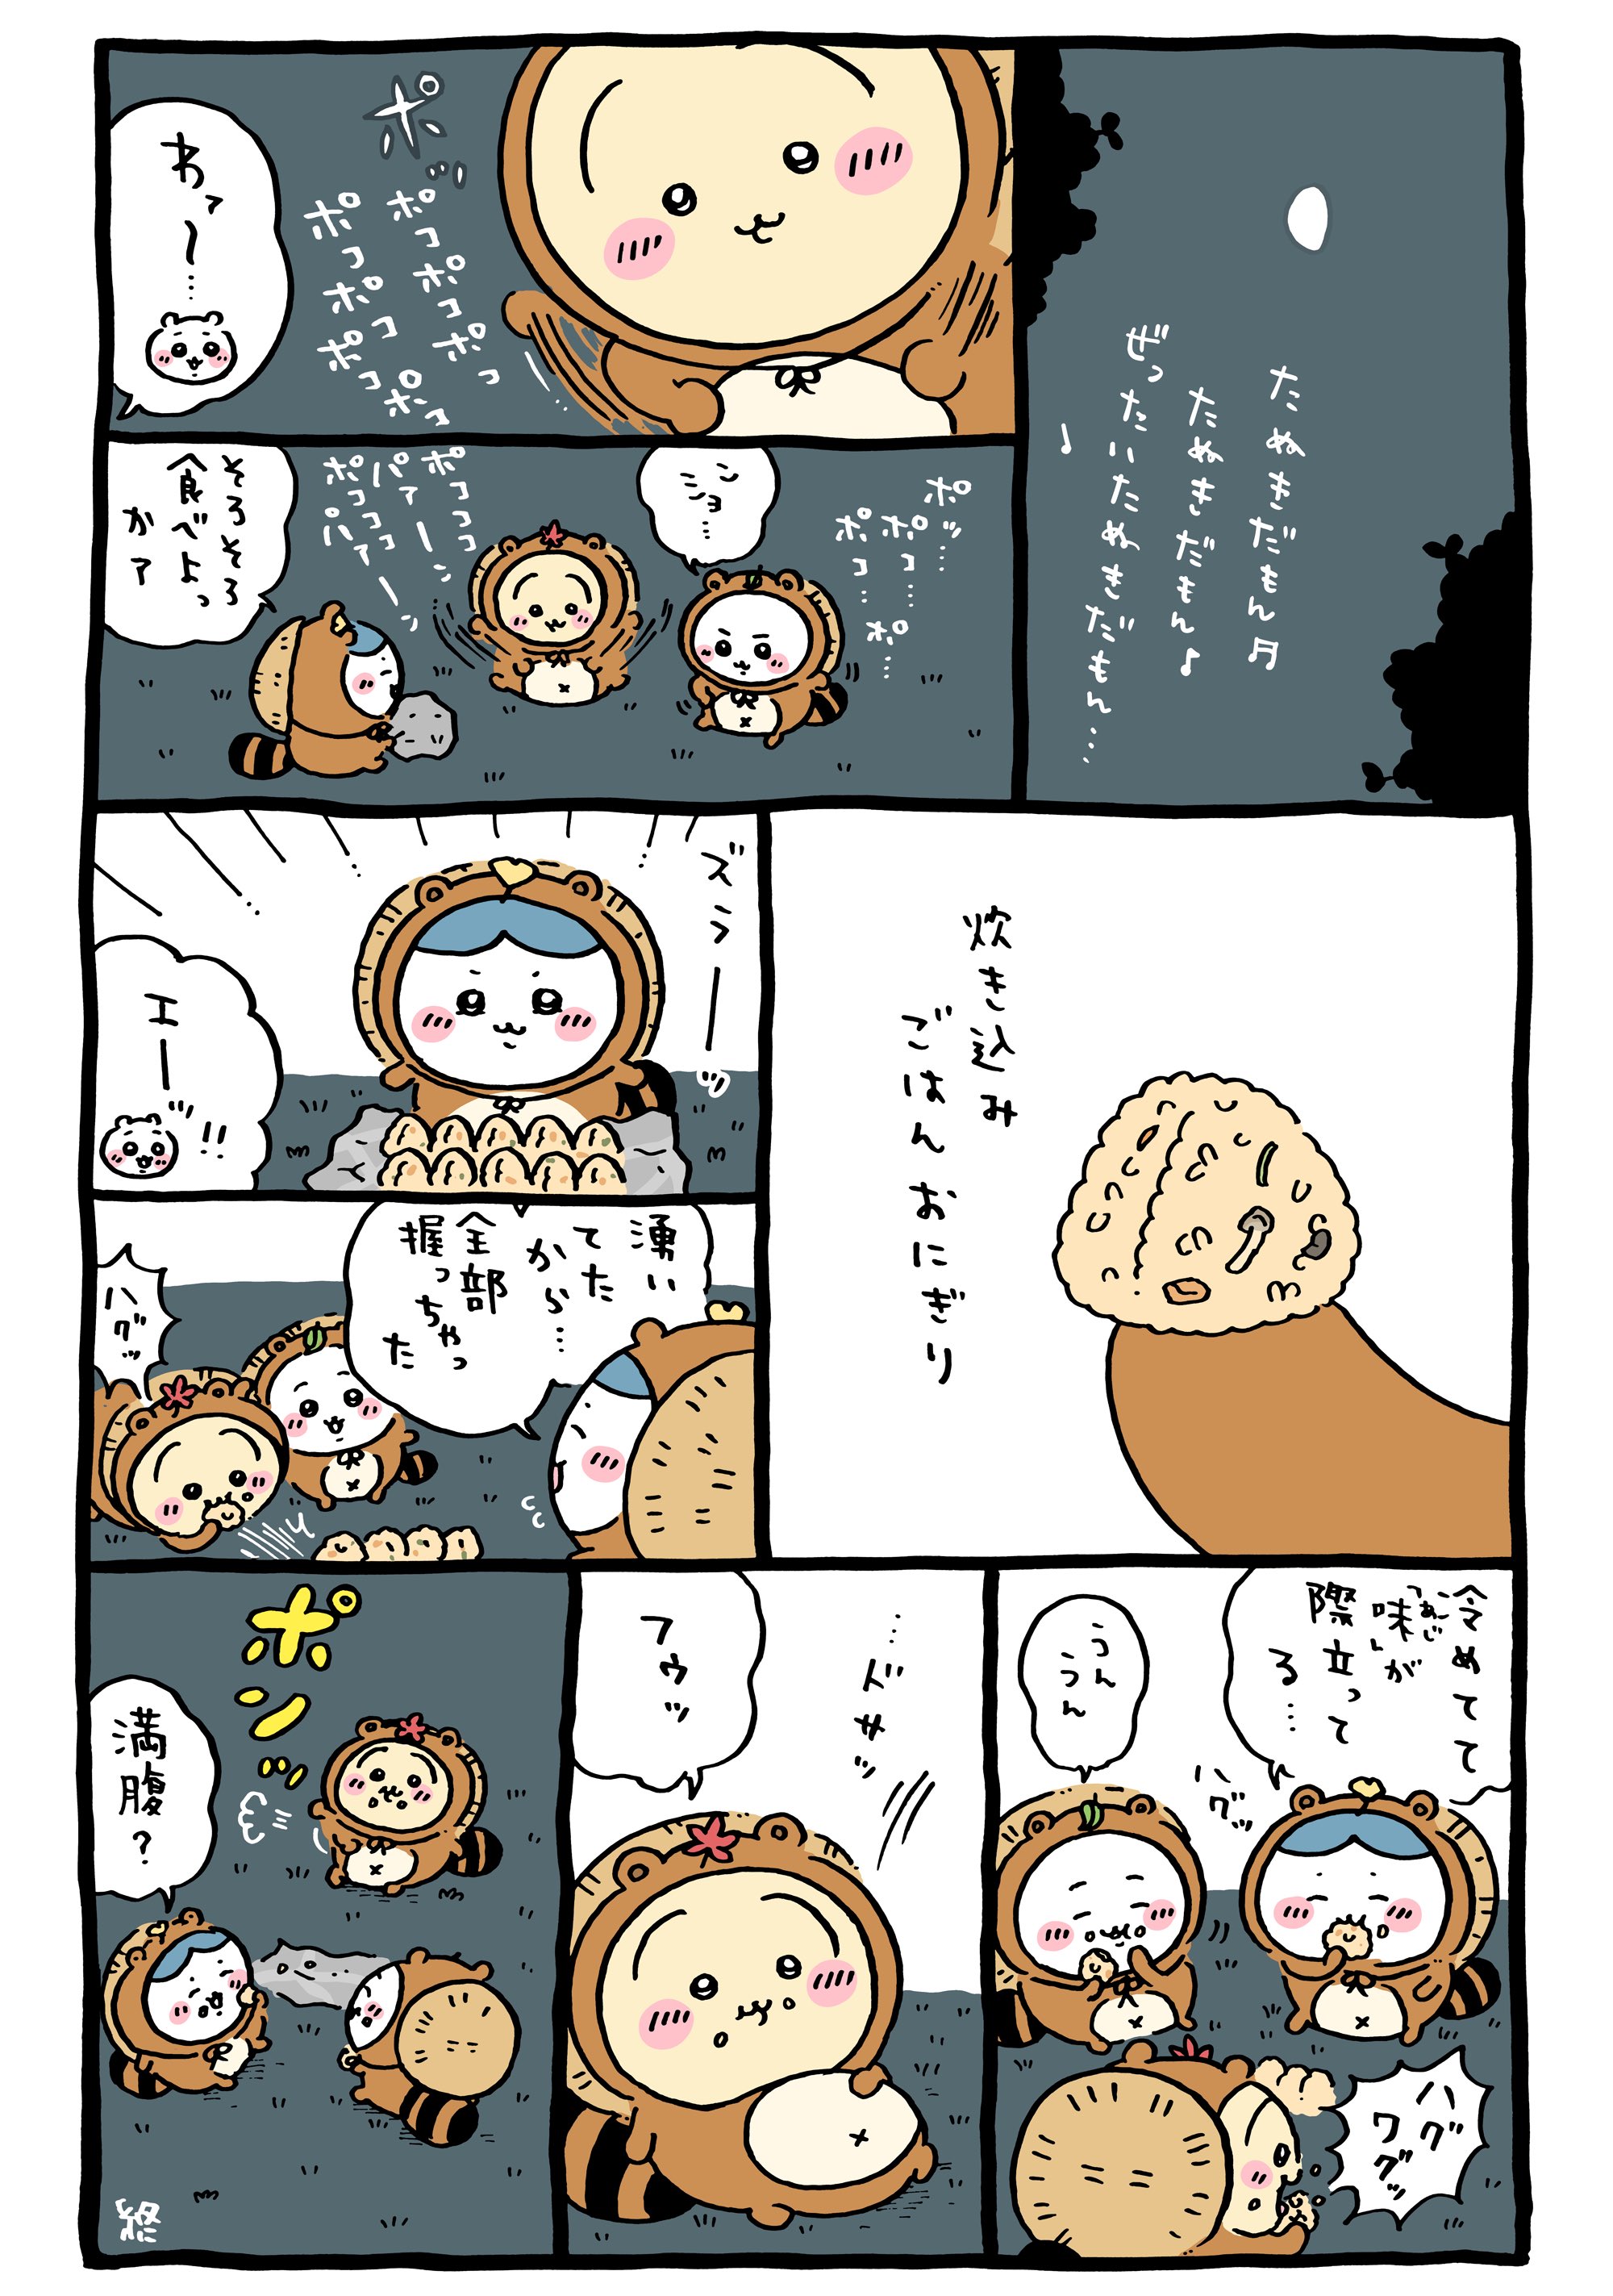 たぬきだもん♬
たぬきだもん♪
ぜったいたぬきだもん…
♩
ポッ
ポコポコポコ
ポコポコポコポコ
わァ〜…
ポッ…
ポコ…
ポコ…
ポ…
ンショ…
ポコココ
パァーン
ポコココ
パァーン
そろそろ
食べよっ
かァ
炊き込み
ごはんおにぎり
ズラーーッ
エーッ!!
湧い
てた
から…
全部
握っちゃっ
た
ハグッ
冷めてて
「味」が
あじ
際立って
る…
ハグッ
うん
うん
ハグ
ワグッ
…ドサッ
フゥッ
ポンッ
満腹?
終